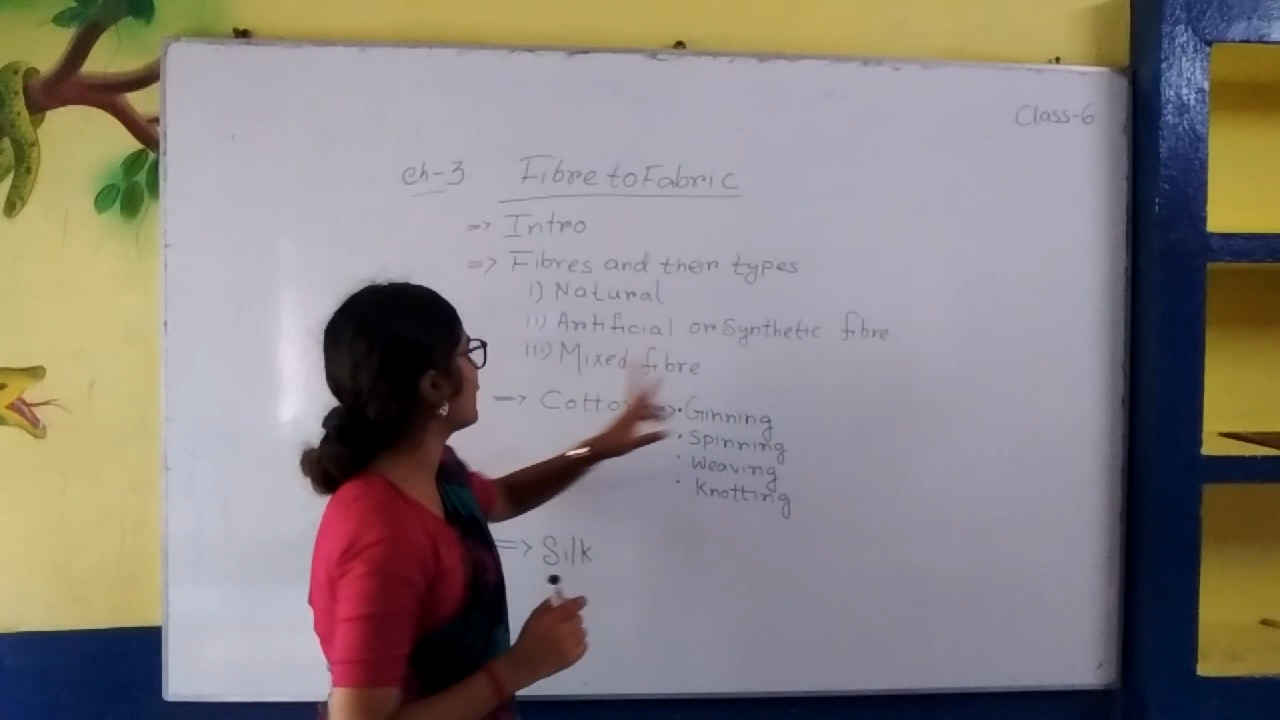 Class-6
ch-3 Fibre to Fabric
=> Intro
=> Fibres and their types
i) Natural
ii) Artificial or Synthetic fibre
iii) Mixed fibre
=> Cotto => • Ginning
• Spinning
• Weaving
• Knotting
=> Silk